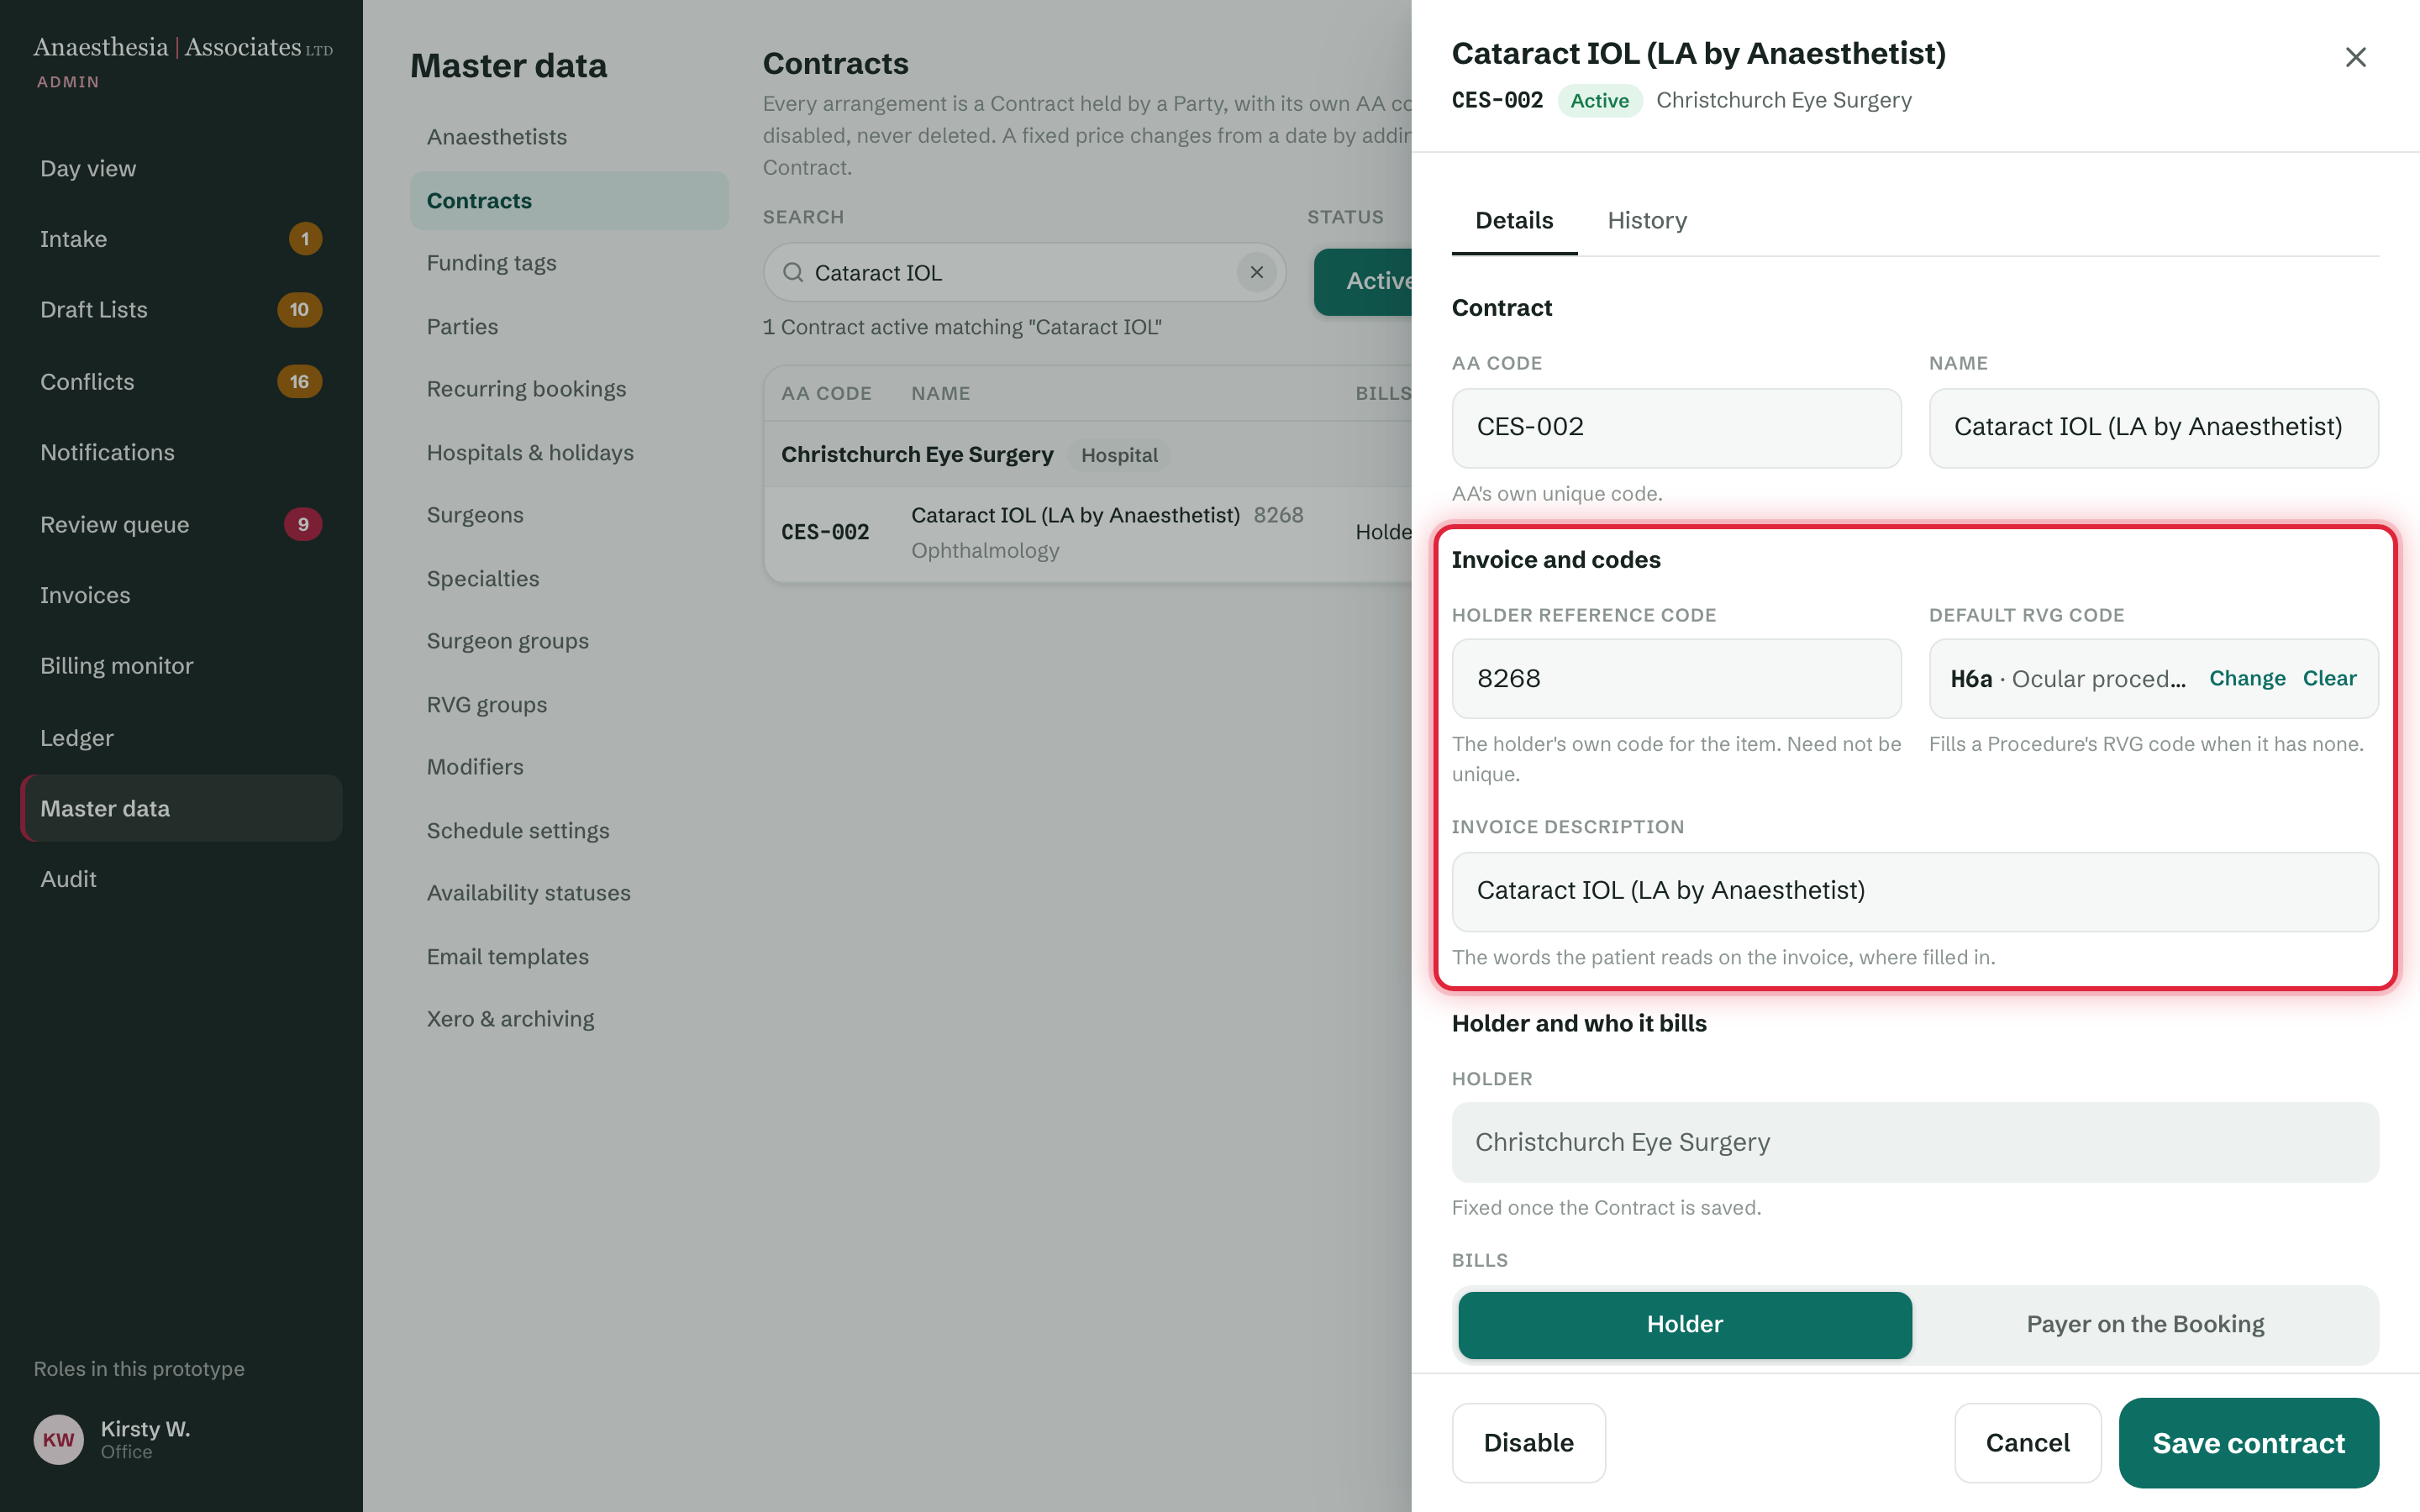 Anaesthesia | Associates LTD
ADMIN
Day view
Intake 1
Draft Lists 10
Conflicts 16
Notifications
Review queue 9
Invoices
Billing monitor
Ledger
Master data
Audit
Roles in this prototype
KW Kirsty W.
Office
Master data
Anaesthetists
Contracts
Funding tags
Parties
Recurring bookings
Hospitals & holidays
Surgeons
Specialties
Surgeon groups
RVG groups
Modifiers
Schedule settings
Availability statuses
Email templates
Xero & archiving
Contracts
Every arrangement is a Contract held by a Party, with its own AA co
disabled, never deleted. A fixed price changes from a date by addin
Contract.
SEARCH STATUS
Cataract IOL Active
1 Contract active matching "Cataract IOL"
AA CODE NAME BILLS
Christchurch Eye Surgery Hospital
CES-002 Cataract IOL (LA by Anaesthetist) 8268 Holde
Ophthalmology
Cataract IOL (LA by Anaesthetist)
CES-002 Active Christchurch Eye Surgery
Details History
Contract
AA CODE NAME
CES-002 Cataract IOL (LA by Anaesthetist)
AA's own unique code.
Invoice and codes
HOLDER REFERENCE CODE DEFAULT RVG CODE
8268 H6a · Ocular proced... Change Clear
The holder's own code for the item. Need not be
unique.
Fills a Procedure's RVG code when it has none.
INVOICE DESCRIPTION
Cataract IOL (LA by Anaesthetist)
The words the patient reads on the invoice, where filled in.
Holder and who it bills
HOLDER
Christchurch Eye Surgery
Fixed once the Contract is saved.
BILLS
Holder Payer on the Booking
Disable Cancel Save contract